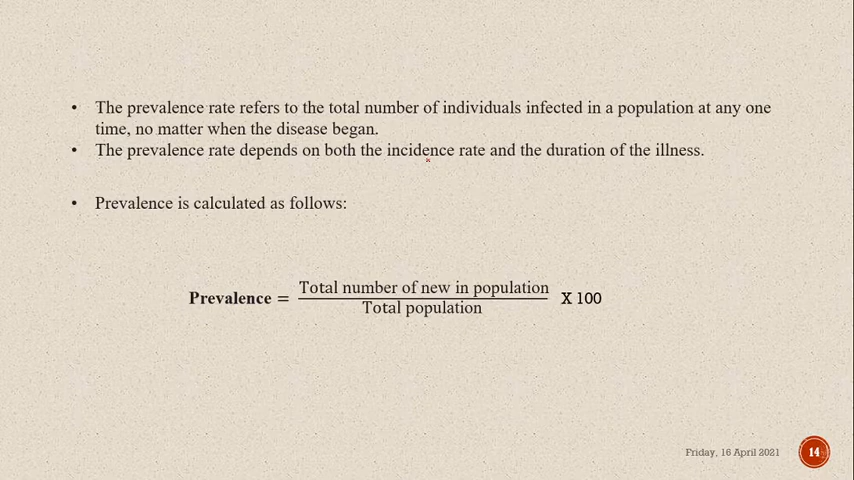 • The prevalence rate refers to the total number of individuals infected in a population at any one
time, no matter when the disease began.
• The prevalence rate depends on both the incidence rate and the duration of the illness.
• Prevalence is calculated as follows:
Prevalence = Total number of new in population
Total population
X 100
Friday, 16 April 2021
14